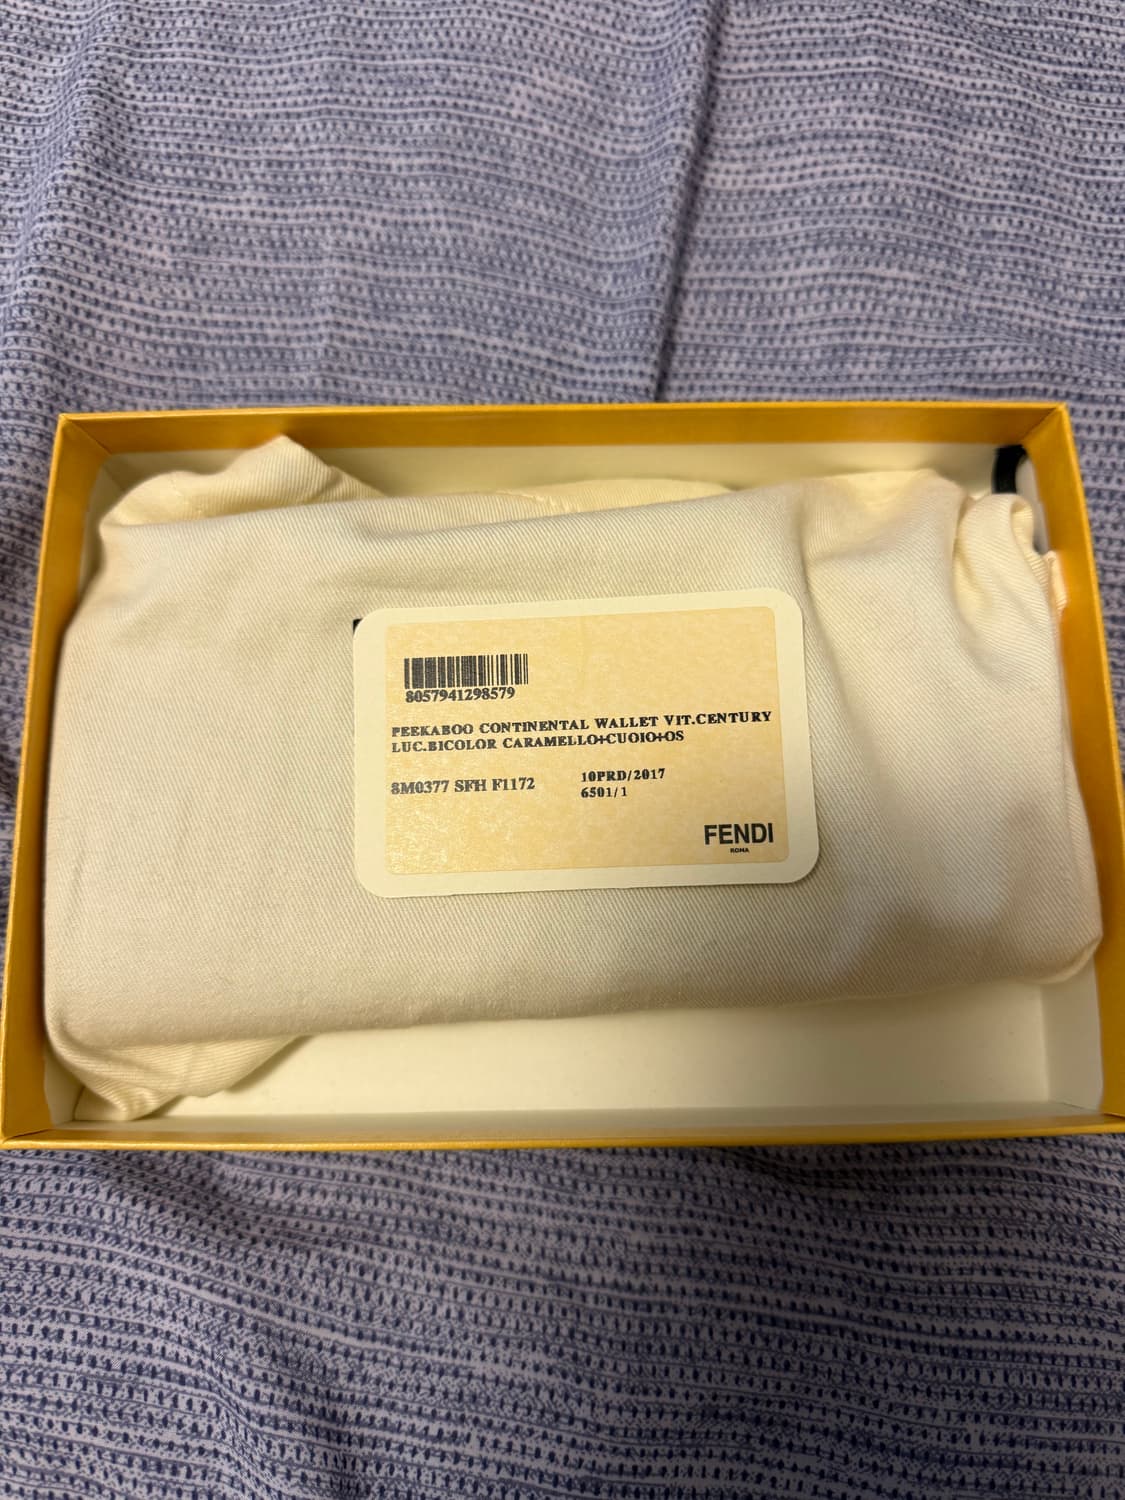 8057941298579
PEEKABOO CONTINENTAL WALLET VIT.CENTURY
LUC.BICOLOR CARAMELLO+CUOIO+OS
8M0377 SFH F1172
10PRD/2017
6501/1
FENDI
ROMA